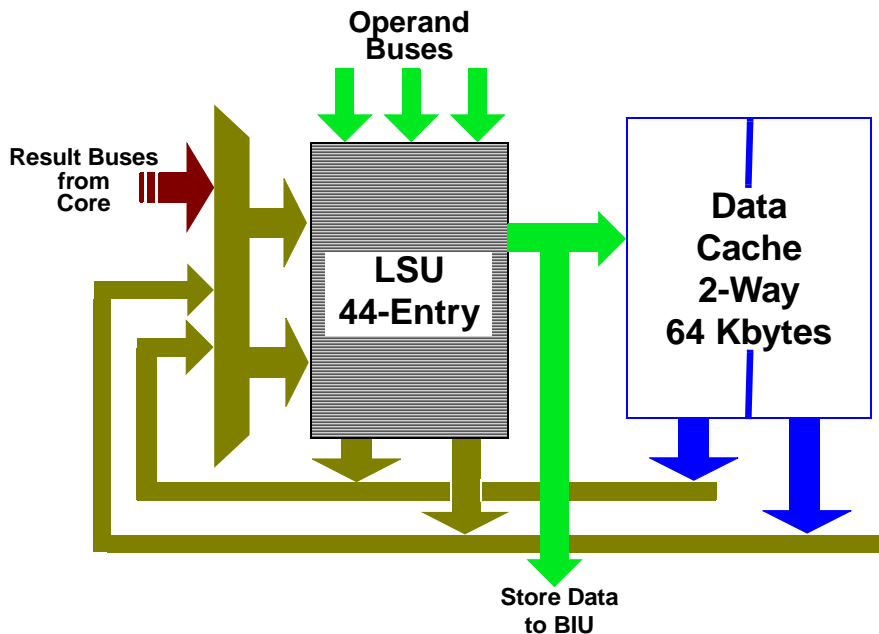 Operand
Buses
Result Buses
from
Core
LSU
44-Entry
Data
Cache
2-Way
64 Kbytes
Store Data
to BIU